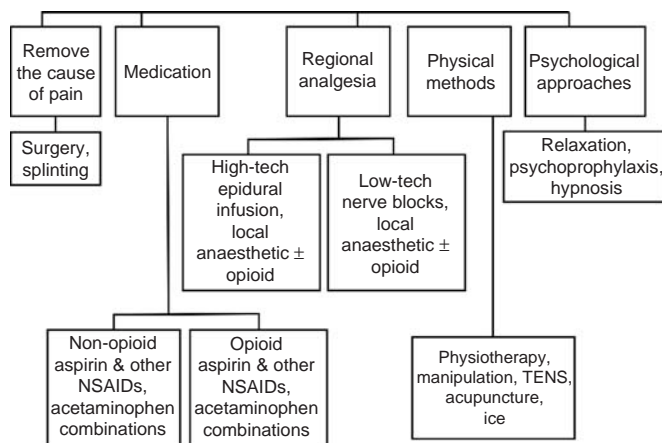 Remove
the cause
of pain
Medication
Regional
analgesia
Physical
methods
Psychological
approaches
Surgery,
splinting
High-tech
epidural
infusion,
local
anaesthetic ±
opioid
Low-tech
nerve blocks,
local
anaesthetic ±
opioid
Relaxation,
psychoprophylaxis,
hypnosis
Non-opioid
aspirin & other
NSAIDs,
acetaminophen
combinations
Opioid
aspirin & other
NSAIDs,
acetaminophen
combinations
Physiotherapy,
manipulation, TENS,
acupuncture,
ice